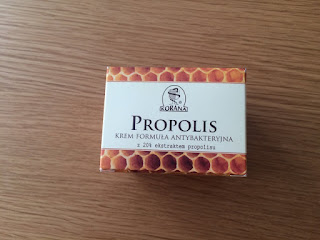 KORANA
PROPOLIS
KREM FORMUŁA ANTYBAKTERYJNA
z 20% ekstraktem propolisu